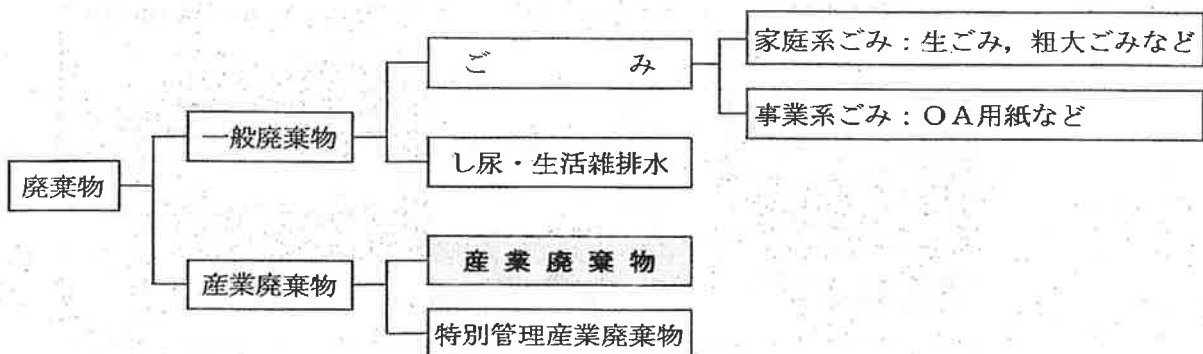 家庭系ごみ：生ごみ，粗大ごみなど
ごみ
事業系ごみ：ＯＡ用紙など
一般廃棄物
し尿・生活雑排水
廃棄物
産業廃棄物
産業廃棄物
特別管理産業廃棄物